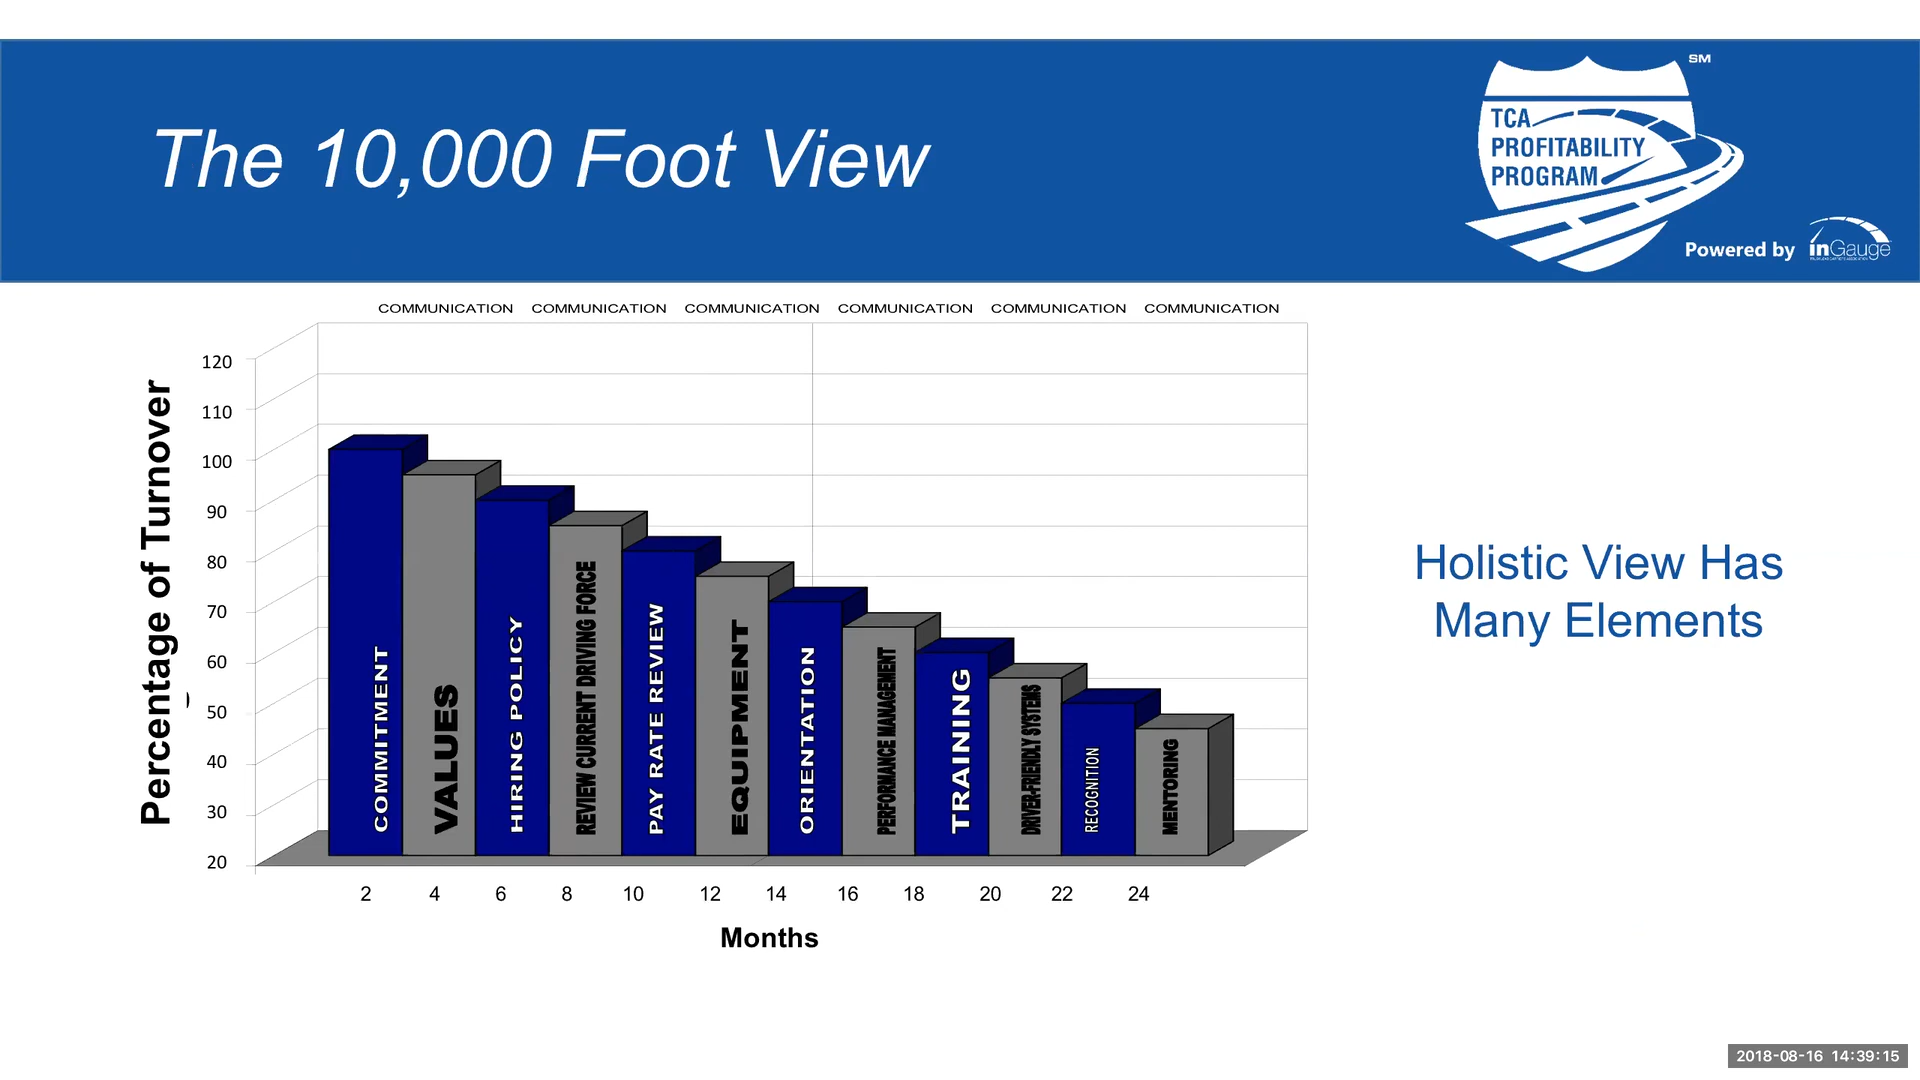 The 10,000 Foot View
SM
TCA
PROFITABILITY
PROGRAM
Powered by inGauge
COMMUNICATION COMMUNICATION COMMUNICATION COMMUNICATION COMMUNICATION COMMUNICATION
Percentage of Turnover
120
110
100
90
80
70
60
50
40
30
20
COMMITMENT
VALUES
HIRING POLICY
REVIEW CURRENT DRIVING FORCE
PAY RATE REVIEW
EQUIPMENT
ORIENTATION
PERFORMANCE MANAGEMENT
TRAINING
DRIVER-FRIENDLY SYSTEMS
RECOGNITION
MENTORING
2 4 6 8 10 12 14 16 18 20 22 24
Months
Holistic View Has
Many Elements
2018-08-16 14:39:15